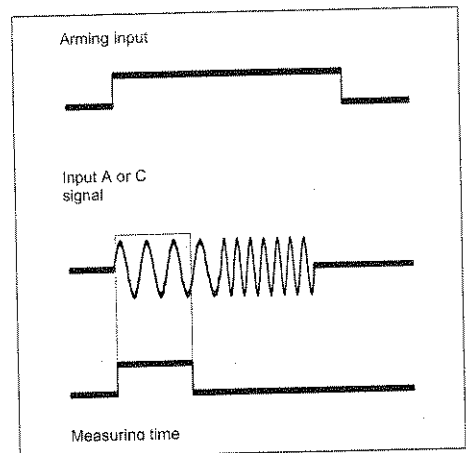 Arming input
Input A or C
signal
Measuring time